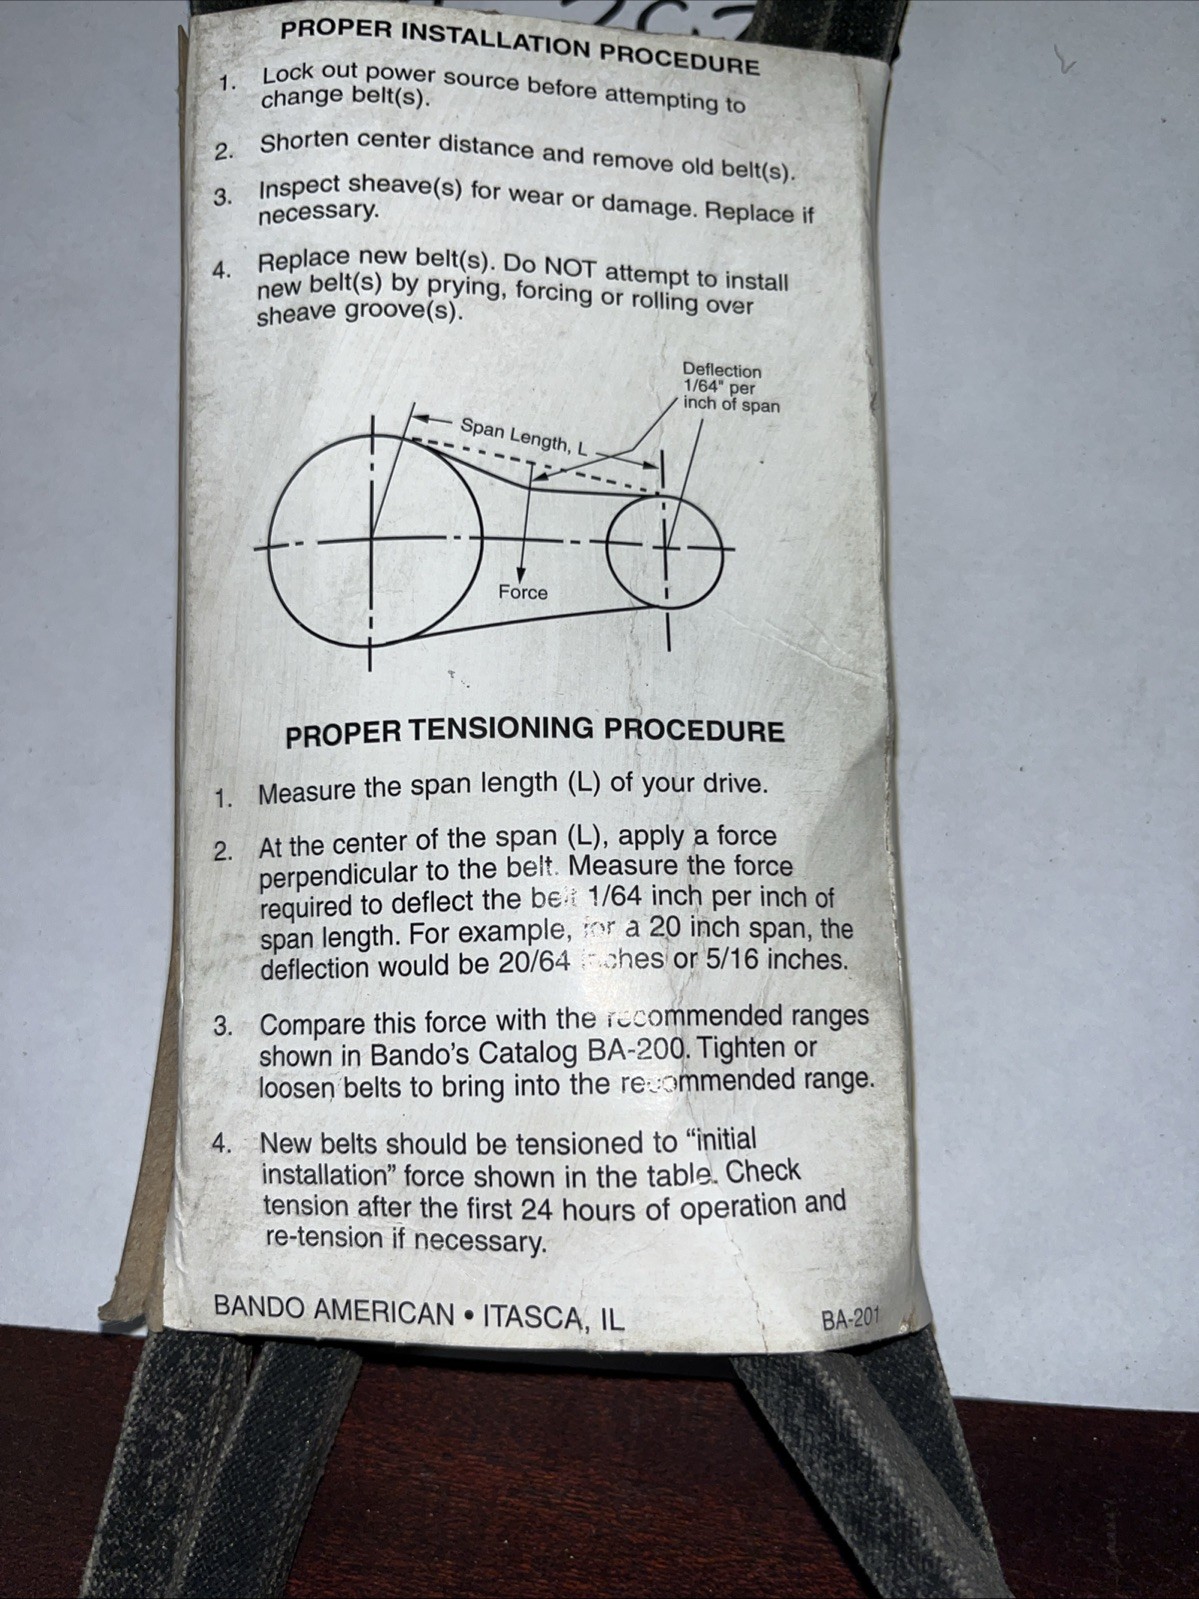 PROPER INSTALLATION PROCEDURE
1. Lock out power source before attempting to
change belt(s).
2. Shorten center distance and remove old belt(s).
3. Inspect sheave(s) for wear or damage. Replace if
necessary.
4. Replace new belt(s). Do NOT attempt to install
new belt(s) by prying, forcing or rolling over
sheave groove(s).
Deflection
1/64" per
inch of span
Span Length, L
Force
PROPER TENSIONING PROCEDURE
1. Measure the span length (L) of your drive.
2. At the center of the span (L), apply a force
perpendicular to the belt. Measure the force
required to deflect the belt 1/64 inch per inch of
span length. For example, for a 20 inch span, the
deflection would be 20/64 inches or 5/16 inches.
3. Compare this force with the recommended ranges
shown in Bando's Catalog BA-200. Tighten or
loosen belts to bring into the recommended range.
4. New belts should be tensioned to "initial
installation" force shown in the table. Check
tension after the first 24 hours of operation and
re-tension if necessary.
BANDO AMERICAN • ITASCA, IL
BA-201